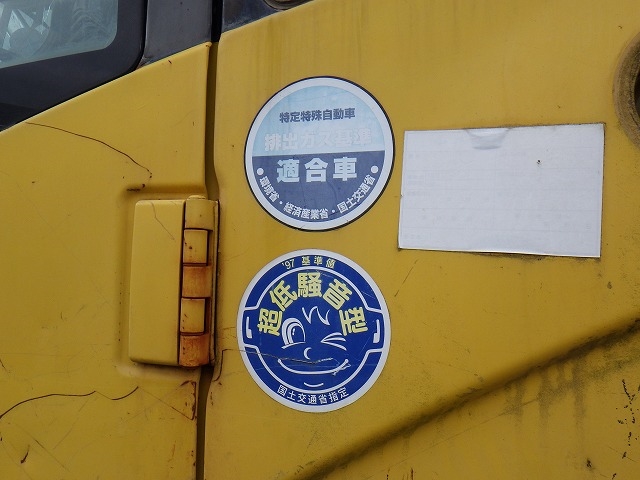 特定特殊自動車
排出ガス基準
適合車
・環境省・経済産業省・国土交通省・
'97 基準値
超低騒音型
国土交通省指定